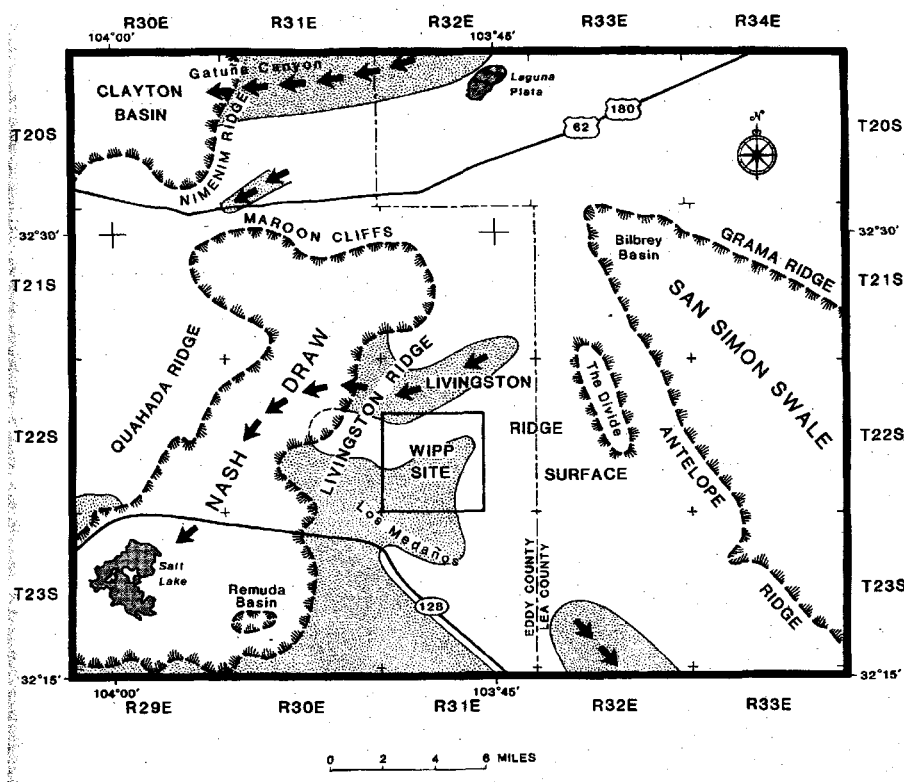 R30E R31E R32E R33E R34E
104°00' 103°45'
Gatuña Canyon
CLAYTON
BASIN
Laguna
Plata
180
62
N
T20S T20S
NIMENIM RIDGE
MAROON CLIFFS
32°30' 32°30'
Bilbrey
Basin
GRAMA RIDGE
T21S T21S
SAN SIMON SWALE
QUAHADA RIDGE
NASH DRAW
LIVINGSTON RIDGE
LIVINGSTON
The Divide
RIDGE
T22S T22S
WIPP
SITE
SURFACE
ANTELOPE
RIDGE
Los Medaños
Salt
Lake
EDDY COUNTY
LEA COUNTY
T23S T23S
Remuda
Basin
128
32°15' 32°15'
104°00' 103°45'
R29E R30E R31E R32E R33E
0 2 4 6 MILES